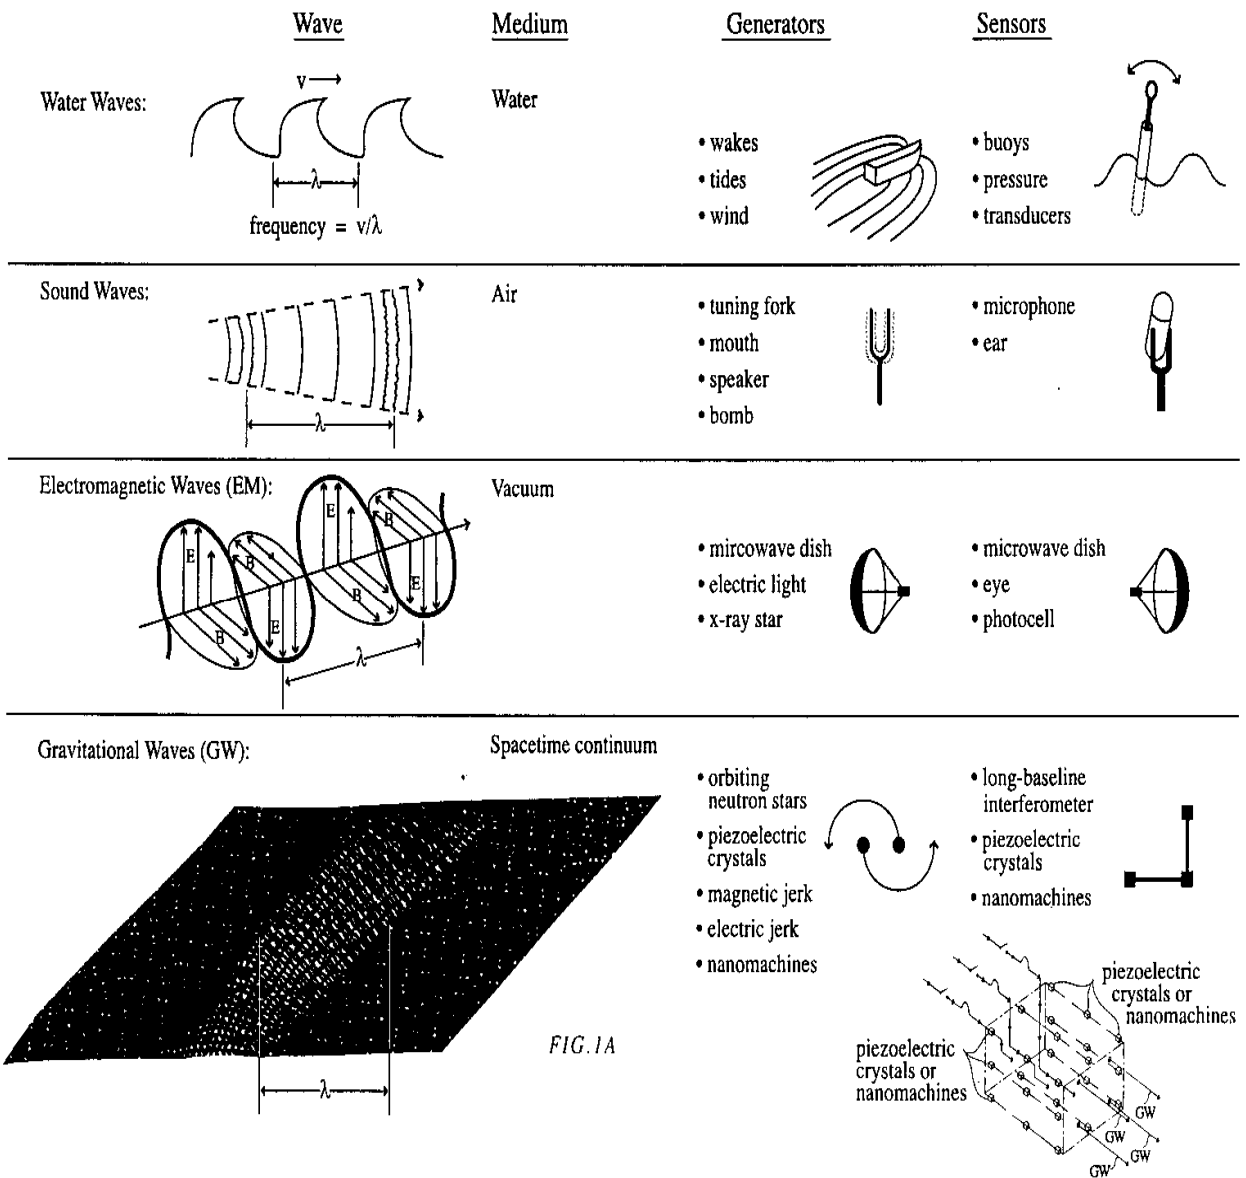 Wave Medium Generators Sensors
Water Waves:
v
λ
frequency = v/λ
Water
• wakes
• tides
• wind
• buoys
• pressure
• transducers
Sound Waves:
λ
Air
• tuning fork
• mouth
• speaker
• bomb
• microphone
• ear
Electromagnetic Waves (EM):
E
B
E
B
E
B
B
E
λ
Vacuum
• mircowave dish
• electric light
• x-ray star
• microwave dish
• eye
• photocell
Gravitational Waves (GW):
λ
Spacetime continuum
• orbiting
neutron stars
• piezoelectric
crystals
• magnetic jerk
• electric jerk
• nanomachines
• long-baseline
interferometer
• piezoelectric
crystals
• nanomachines
piezoelectric
crystals or
nanomachines
piezoelectric
crystals or
nanomachines
GW
GW
GW
GW
FIG.1A